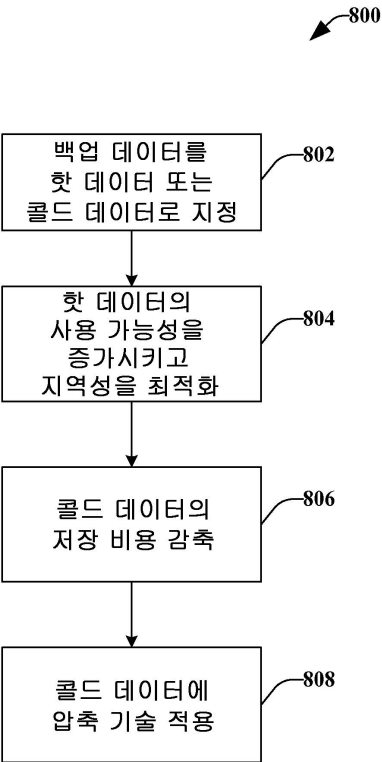 800
백업 데이터를
핫 데이터 또는
콜드 데이터로 지정
802
핫 데이터의
사용 가능성을
증가시키고
지역성을 최적화
804
콜드 데이터의
저장 비용 감축
806
콜드 데이터에
압축 기술 적용
808